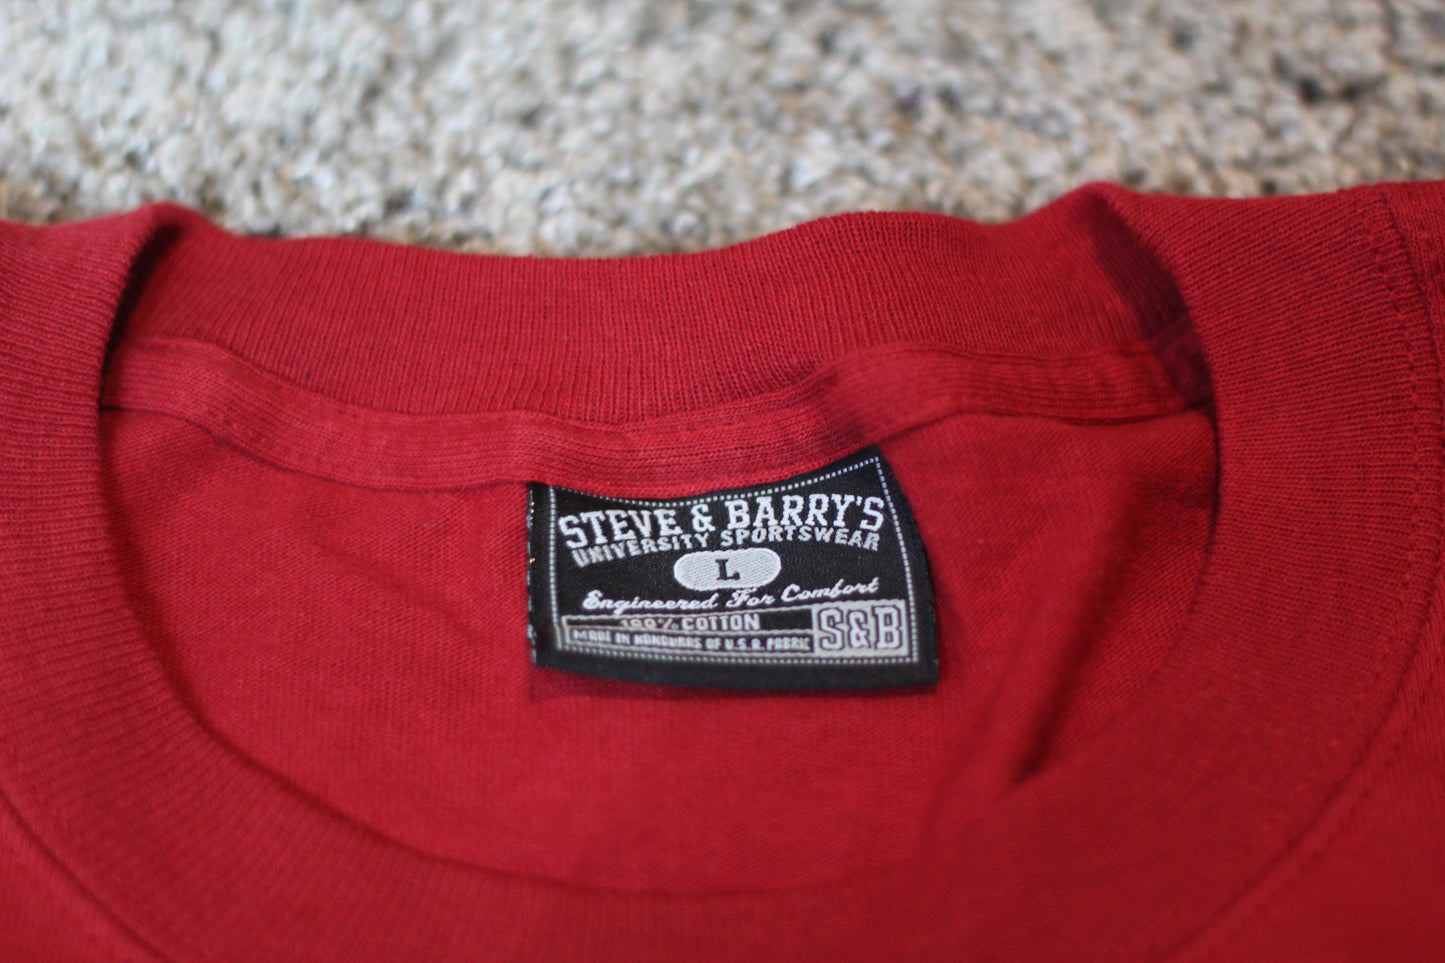 STEVE & BARRY'S
UNIVERSITY SPORTSWEAR
L
Engineered For Comfort
100% COTTON
MADE IN HONDURAS OF U.S.A. FABRIC
S&B